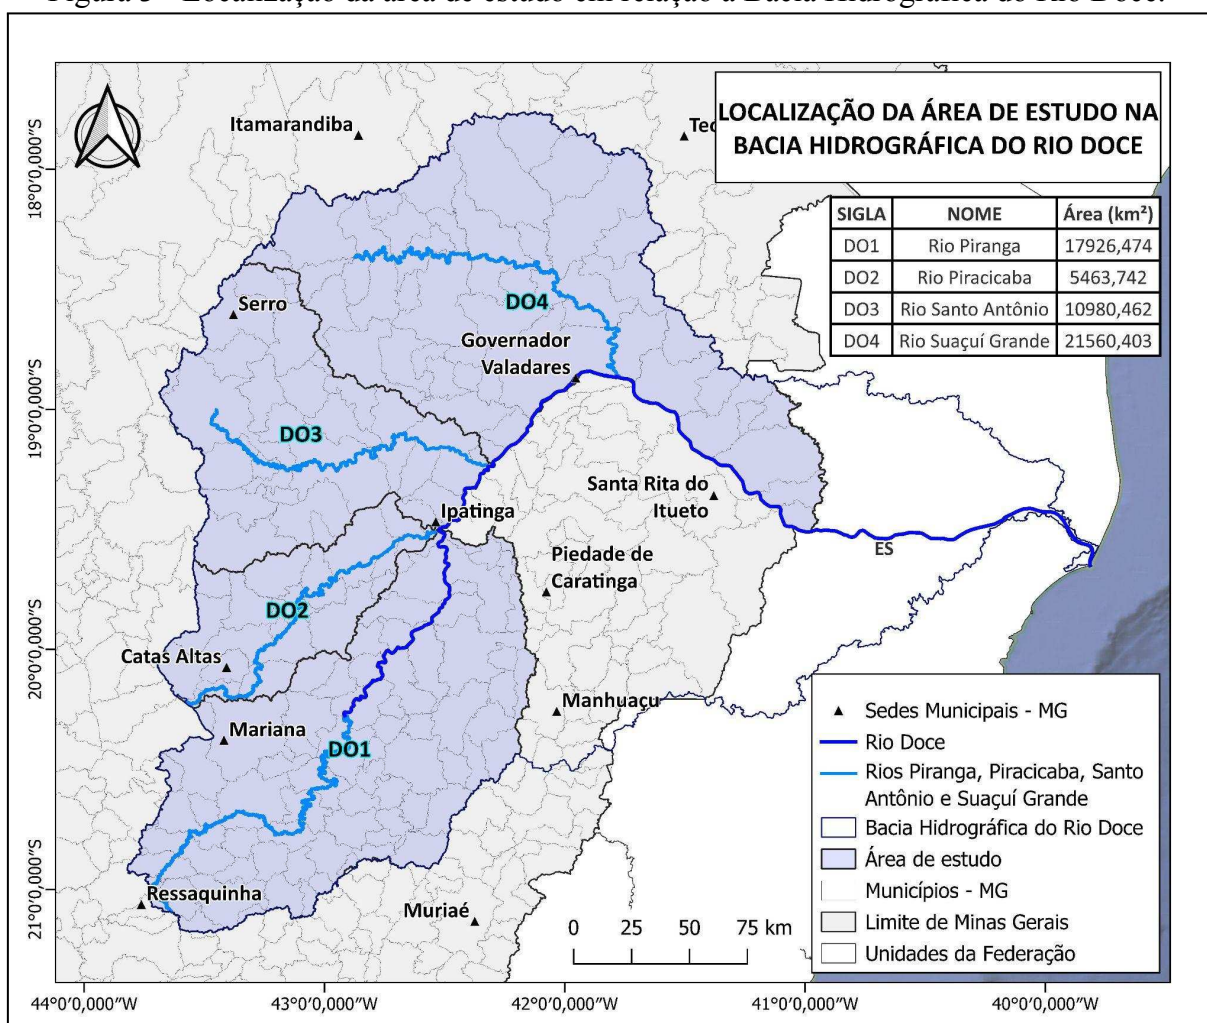 Figura 3 - Localização da área de estudo em relação à Bacia Hidrográfica do Rio Doce.
LOCALIZAÇÃO DA ÁREA DE ESTUDO NA
BACIA HIDROGRÁFICA DO RIO DOCE
SIGLA NOME Área (km²)
DO1 Rio Piranga 17926,474
DO2 Rio Piracicaba 5463,742
DO3 Rio Santo Antônio 10980,462
DO4 Rio Suaçuí Grande 21560,403
Itamarandiba
Serro
DO4
Governador
Valadares
DO3
Santa Rita do
Itueto
Ipatinga
ES
Piedade de
Caratinga
DO2
Catas Altas
Manhuaçu
Mariana
DO1
Ressaquinha
Muriaé
0 25 50 75 km
Sedes Municipais - MG
Rio Doce
Rios Piranga, Piracicaba, Santo
Antônio e Suaçuí Grande
Bacia Hidrográfica do Rio Doce
Área de estudo
Municípios - MG
Limite de Minas Gerais
Unidades da Federação
18°0'0,000"S
19°0'0,000"S
20°0'0,000"S
21°0'0,000"S
44°0'0,000"W 43°0'0,000"W 42°0'0,000"W 41°0'0,000"W 40°0'0,000"W